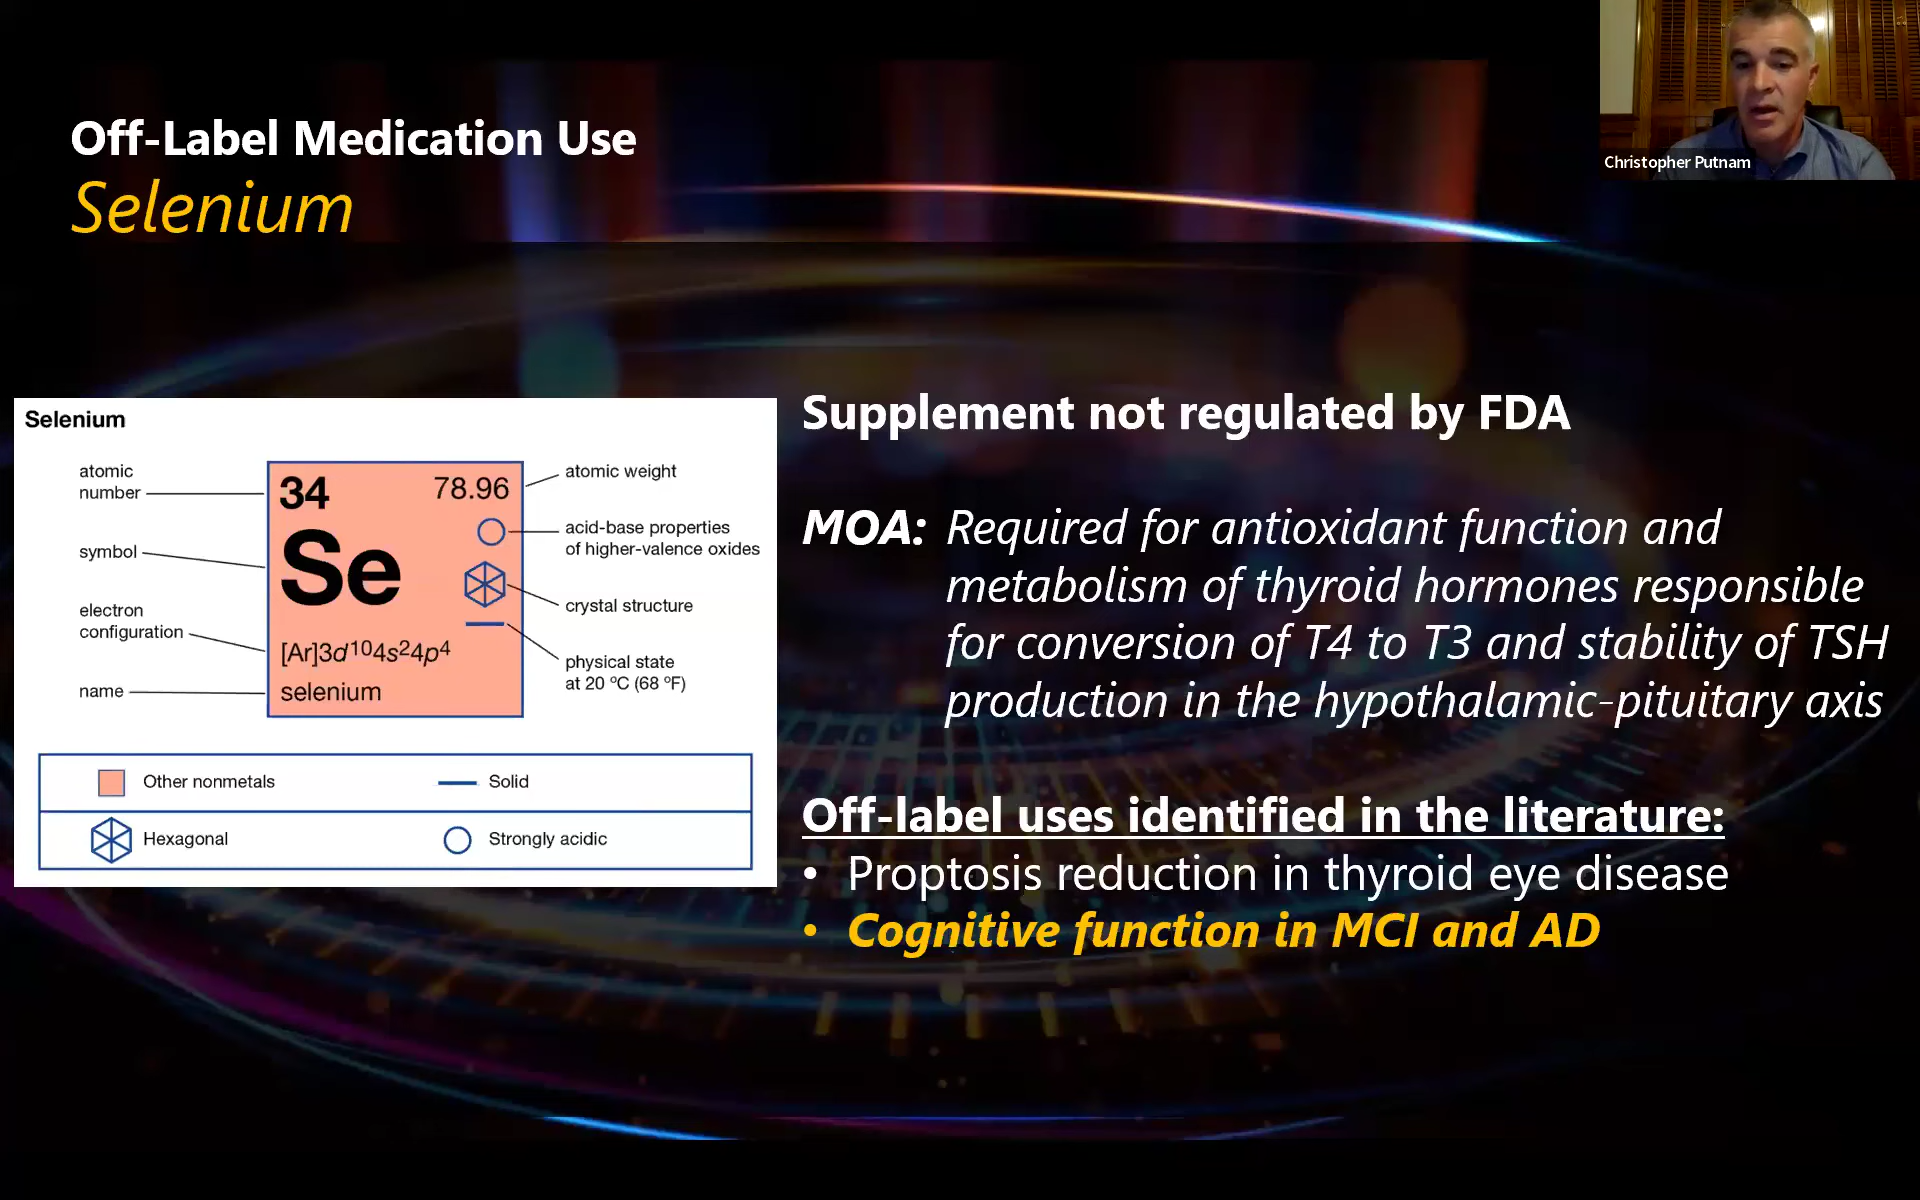 Off-Label Medication Use
Selenium
Christopher Putnam
Selenium
atomic
number
symbol
electron
configuration
name
34
78.96
Se
[Ar]3d¹⁰4s²4p⁴
selenium
atomic weight
acid-base properties
of higher-valence oxides
crystal structure
physical state
at 20 ºC (68 ºF)
Other nonmetals
Solid
Hexagonal
Strongly acidic
Supplement not regulated by FDA
MOA: Required for antioxidant function and
metabolism of thyroid hormones responsible
for conversion of T4 to T3 and stability of TSH
production in the hypothalamic-pituitary axis
Off-label uses identified in the literature:
• Proptosis reduction in thyroid eye disease
• Cognitive function in MCI and AD